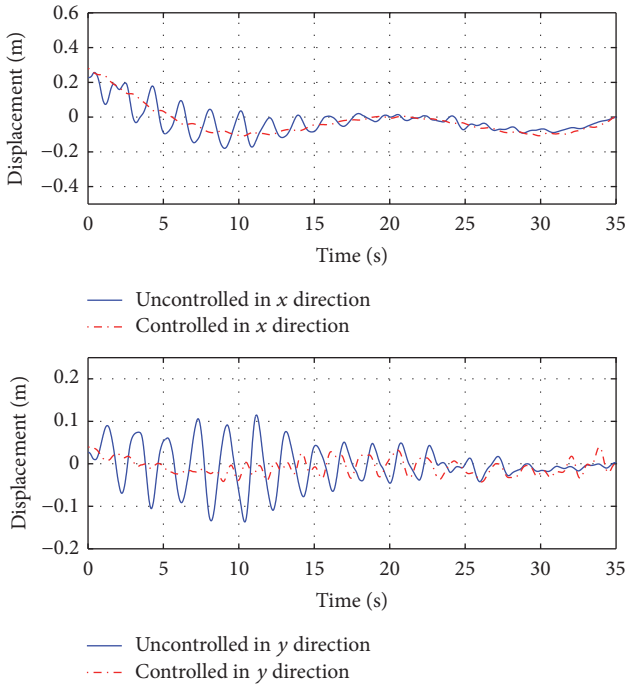 0.6
0.4
0.2
0
−0.2
−0.4
Displacement (m)
0 5 10 15 20 25 30 35
Time (s)
Uncontrolled in x direction
Controlled in x direction
0.2
0.1
0
−0.1
−0.2
Displacement (m)
0 5 10 15 20 25 30 35
Time (s)
Uncontrolled in y direction
Controlled in y direction